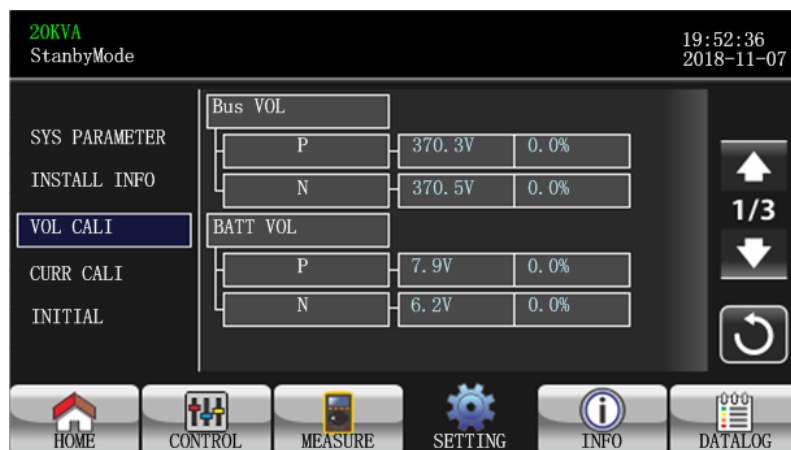 20KVA
StanbyMode
19:52:36
2018-11-07
SYS PARAMETER
INSTALL INFO
VOL CALI
CURR CALI
INITIAL
Bus VOL
P 370.3V 0.0%
N 370.5V 0.0%
BATT VOL
P 7.9V 0.0%
N 6.2V 0.0%
1/3
HOME CONTROL MEASURE SETTING INFO DATALOG